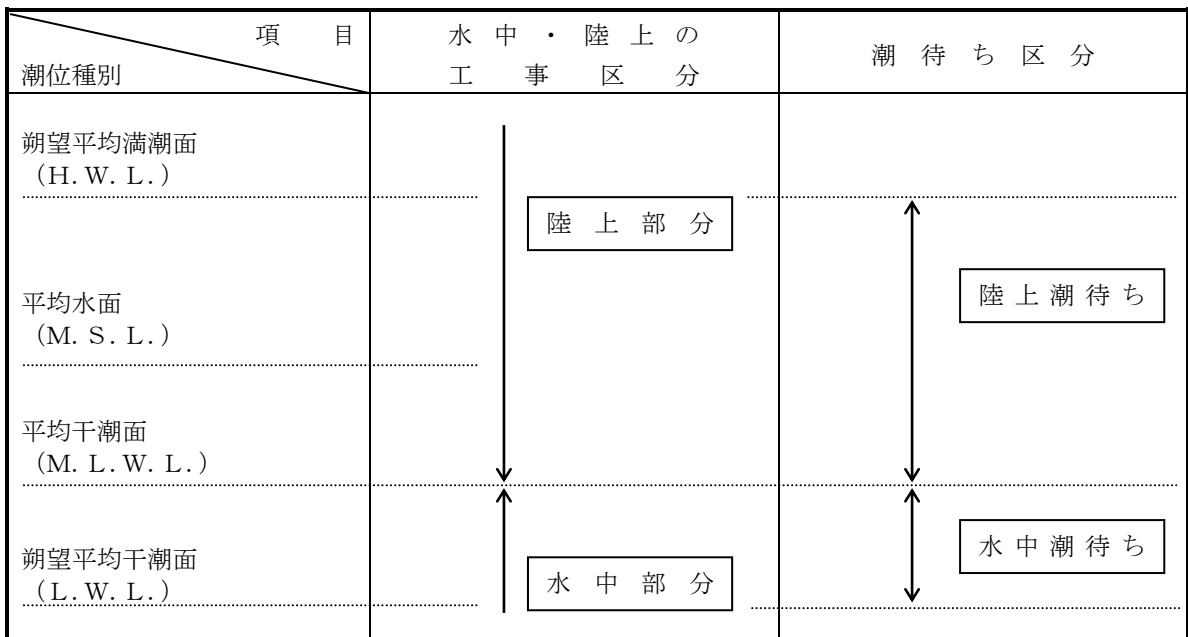 項目
潮位種別
水中・陸上の
工事区分
潮待ち区分
朔望平均満潮面
(H.W.L.)
陸上部分
陸上潮待ち
平均水面
(M.S.L.)
平均干潮面
(M.L.W.L.)
水中潮待ち
朔望平均干潮面
(L.W.L.)
水中部分